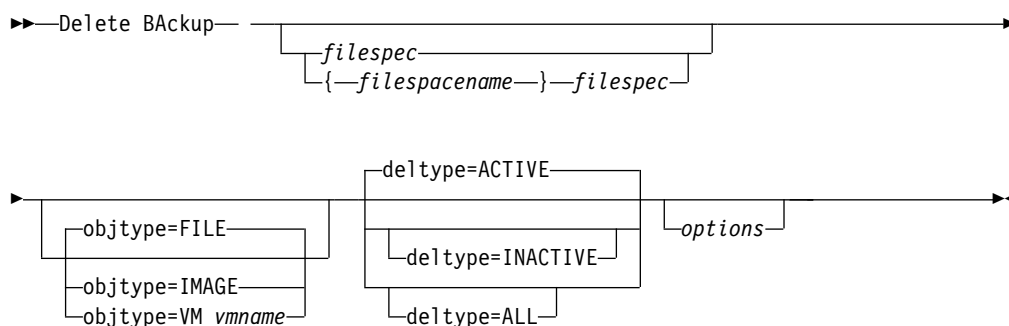 Delete BAckup
filespec
{ filespacename } filespec
deltype=ACTIVE
objtype=FILE
options
deltype=INACTIVE
objtype=IMAGE
objtype=VM vmname
deltype=ALL